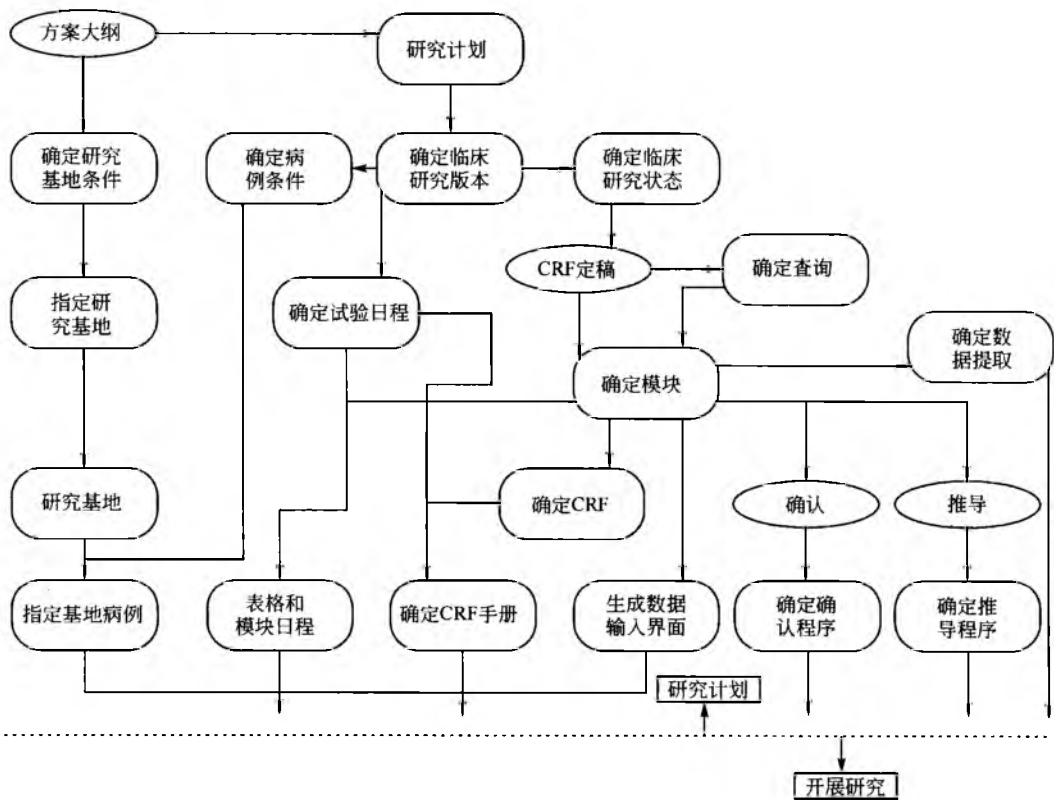 方案大纲
研究计划
确定研究
基地条件
确定病
例条件
确定临床
研究版本
确定临床
研究状态
CRF定稿
确定查询
指定研
究基地
确定试验日程
确定数
据提取
确定模块
研究基地
确定CRF
确认
推导
指定基地病例
表格和
模块日程
确定CRF手册
生成数据
输入界面
确定确
认程序
确定推
导程序
研究计划
开展研究